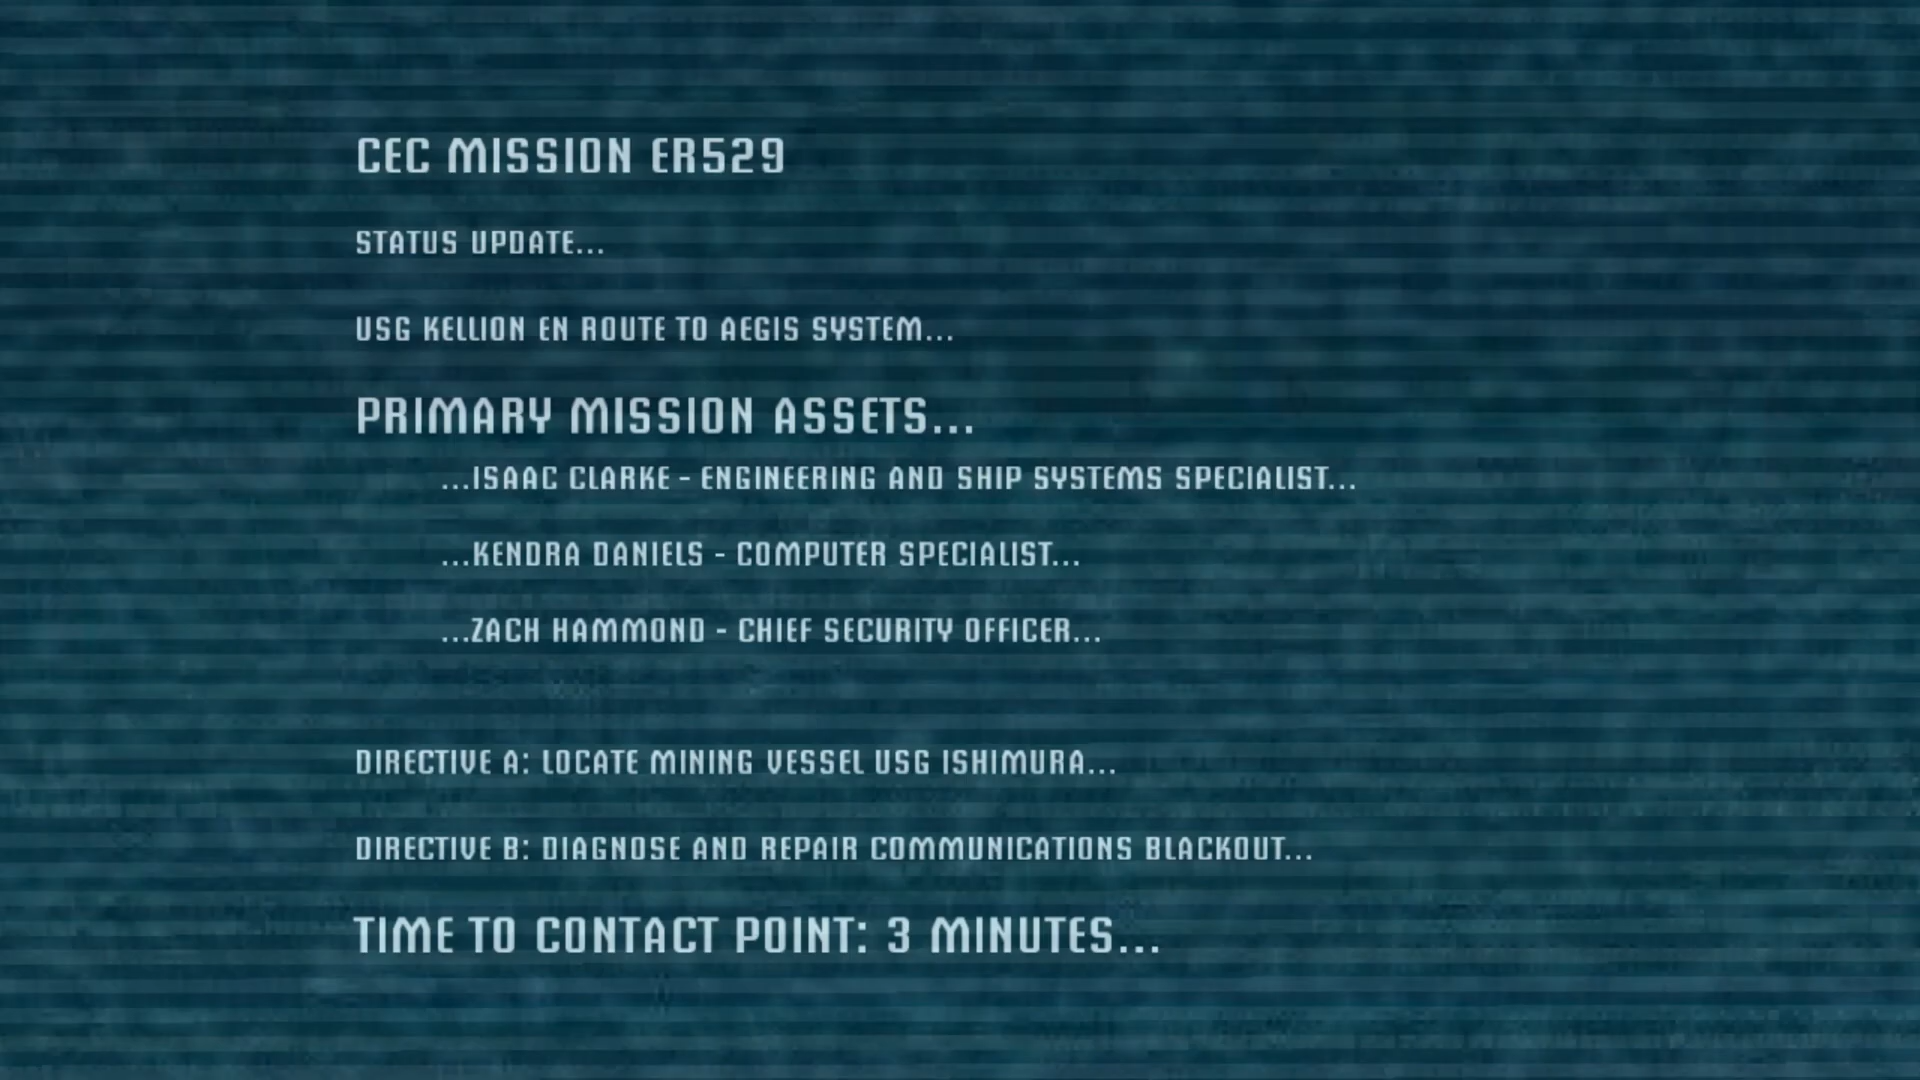 CEC MISSION ER529
STATUS UPDATE...
USG KELLION EN ROUTE TO AEGIS SYSTEM...
PRIMARY MISSION ASSETS...
...ISAAC CLARKE - ENGINEERING AND SHIP SYSTEMS SPECIALIST...
...KENDRA DANIELS - COMPUTER SPECIALIST...
...ZACH HAMMOND - CHIEF SECURITY OFFICER...
DIRECTIVE A: LOCATE MINING VESSEL USG ISHIMURA...
DIRECTIVE B: DIAGNOSE AND REPAIR COMMUNICATIONS BLACKOUT...
TIME TO CONTACT POINT: 3 MINUTES...